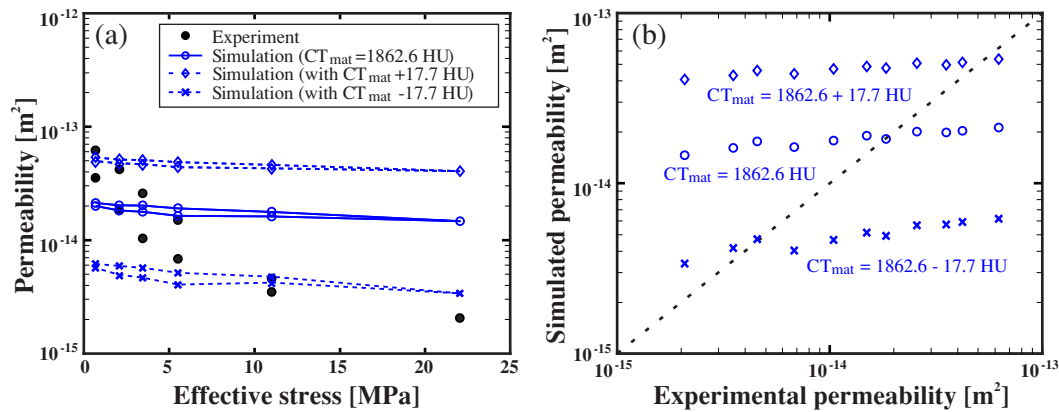 (a)
Experiment
Simulation (CTmat=1862.6 HU)
Simulation (with CTmat+17.7 HU)
Simulation (with CTmat -17.7 HU)
10-12
10-13
10-14
10-15
Permeability [m2]
0 5 10 15 20 25
Effective stress [MPa]
(b)
10-13
10-14
10-15
Simulated permeability [m2]
CTmat = 1862.6 + 17.7 HU
CTmat = 1862.6 HU
CTmat = 1862.6 - 17.7 HU
10-15 10-14 10-13
Experimental permeability [m2]